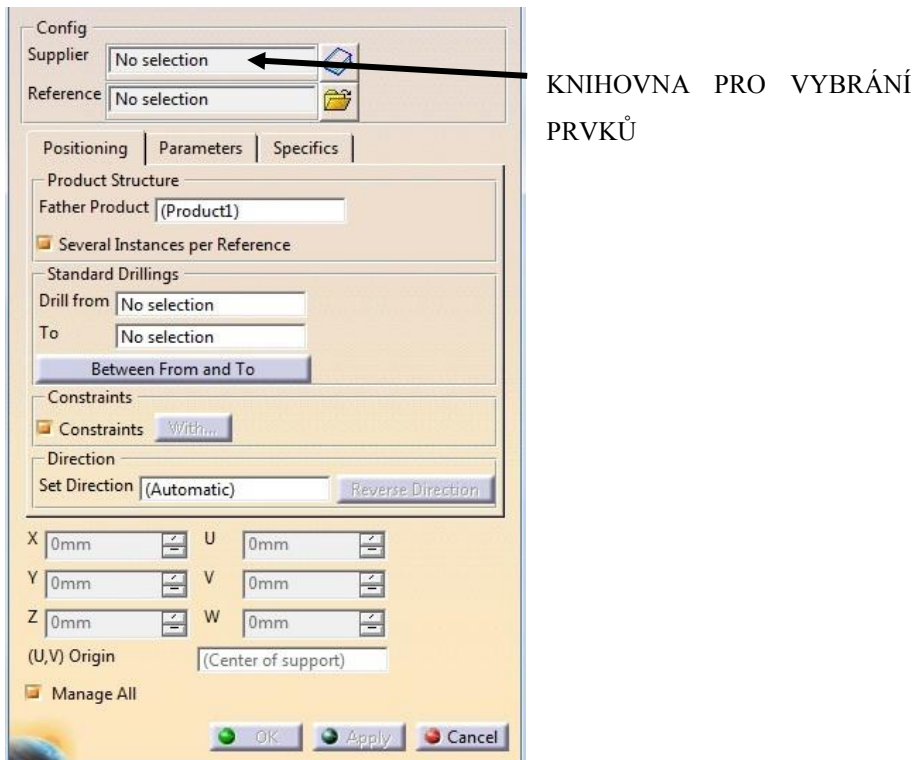 Config
Supplier No selection
Reference No selection
KNIHOVNA PRO VYBRÁNÍ
PRVKŮ
Positioning Parameters Specifics
Product Structure
Father Product (Product1)
Several Instances per Reference
Standard Drillings
Drill from No selection
To No selection
Between From and To
Constraints
Constraints With...
Direction
Set Direction (Automatic) Reverse Direction
X 0mm U 0mm
Y 0mm V 0mm
Z 0mm W 0mm
(U,V) Origin (Center of support)
Manage All
OK Apply Cancel